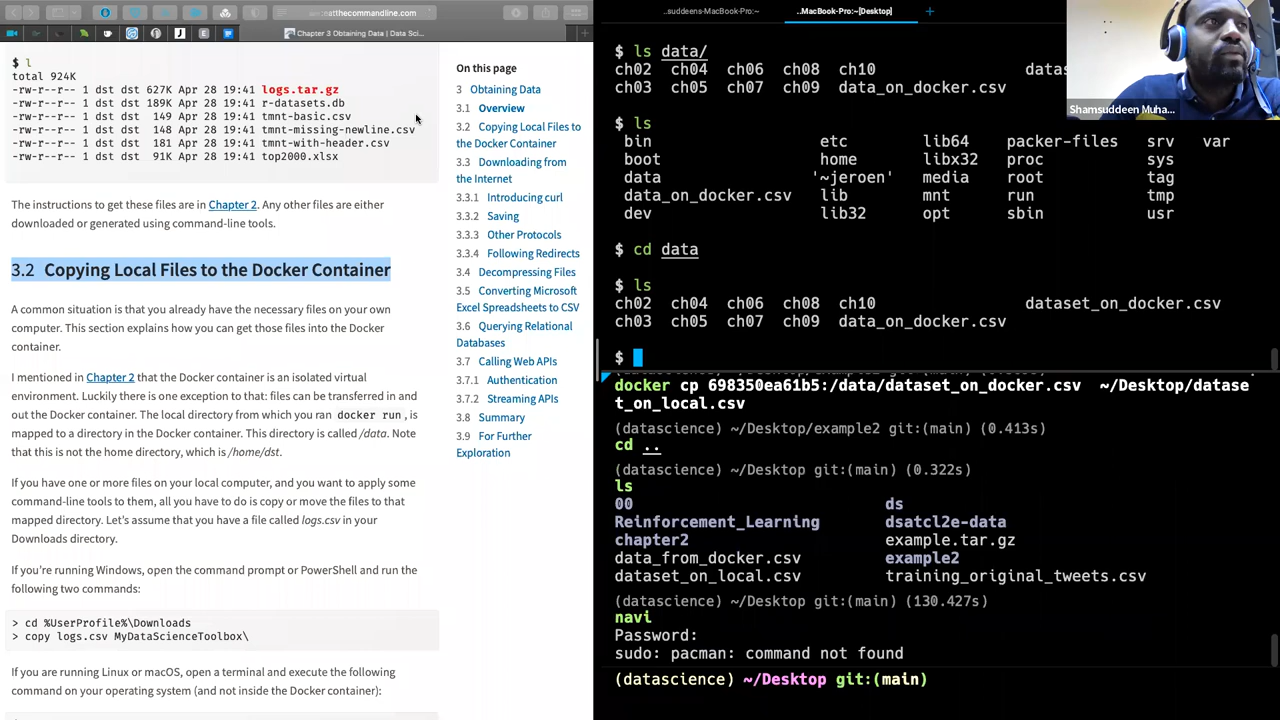 atthecommandline.com
Chapter 3 Obtaining Data | Data Sci...
$ l
total 924K
-rw-r--r-- 1 dst dst 627K Apr 28 19:41 logs.tar.gz
-rw-r--r-- 1 dst dst 189K Apr 28 19:41 r-datasets.db
-rw-r--r-- 1 dst dst 149 Apr 28 19:41 tmnt-basic.csv
-rw-r--r-- 1 dst dst 148 Apr 28 19:41 tmnt-missing-newline.csv
-rw-r--r-- 1 dst dst 181 Apr 28 19:41 tmnt-with-header.csv
-rw-r--r-- 1 dst dst 91K Apr 28 19:41 top2000.xlsx
The instructions to get these files are in Chapter 2. Any other files are either
downloaded or generated using command-line tools.
3.2 Copying Local Files to the Docker Container
A common situation is that you already have the necessary files on your own
computer. This section explains how you can get those files into the Docker
container.
I mentioned in Chapter 2 that the Docker container is an isolated virtual
environment. Luckily there is one exception to that: files can be transferred in and
out the Docker container. The local directory from which you ran docker run, is
mapped to a directory in the Docker container. This directory is called /data. Note
that this is not the home directory, which is /home/dst.
If you have one or more files on your local computer, and you want to apply some
command-line tools to them, all you have to do is copy or move the files to that
mapped directory. Let's assume that you have a file called logs.csv in your
Downloads directory.
If you're running Windows, open the command prompt or PowerShell and run the
following two commands:
> cd %UserProfile%\Downloads
> copy logs.csv MyDataScienceToolbox\
If you are running Linux or macOS, open a terminal and execute the following
command on your operating system (and not inside the Docker container):
On this page
3 Obtaining Data
3.1 Overview
3.2 Copying Local Files to
the Docker Container
3.3 Downloading from
the Internet
3.3.1 Introducing curl
3.3.2 Saving
3.3.3 Other Protocols
3.3.4 Following Redirects
3.4 Decompressing Files
3.5 Converting Microsoft
Excel Spreadsheets to CSV
3.6 Querying Relational
Databases
3.7 Calling Web APIs
3.7.1 Authentication
3.7.2 Streaming APIs
3.8 Summary
3.9 For Further
Exploration
..suddeens-MacBook-Pro:~
..MacBook-Pro:~|Desktop|
+
$ ls data/
ch02 ch04 ch06 ch08 ch10 datas
ch03 ch05 ch07 ch09 data_on_docker.csv
$ ls
bin etc lib64 packer-files srv var
boot home libx32 proc sys
data '~jeroen' media root tag
data_on_docker.csv lib mnt run tmp
dev lib32 opt sbin usr
$ cd data
$ ls
ch02 ch04 ch06 ch08 ch10 dataset_on_docker.csv
ch03 ch05 ch07 ch09 data_on_docker.csv
$
docker cp 698350ea61b5:/data/dataset_on_docker.csv ~/Desktop/datase
t_on_local.csv
(datascience) ~/Desktop/example2 git:(main) (0.413s)
cd ..
(datascience) ~/Desktop git:(main) (0.322s)
ls
00 ds
Reinforcement_Learning dsatcl2e-data
chapter2 example.tar.gz
data_from_docker.csv example2
dataset_on_local.csv training_original_tweets.csv
(datascience) ~/Desktop git:(main) (130.427s)
navi
Password:
sudo: pacman: command not found
(datascience) ~/Desktop git:(main)
Shamsuddeen Muha...